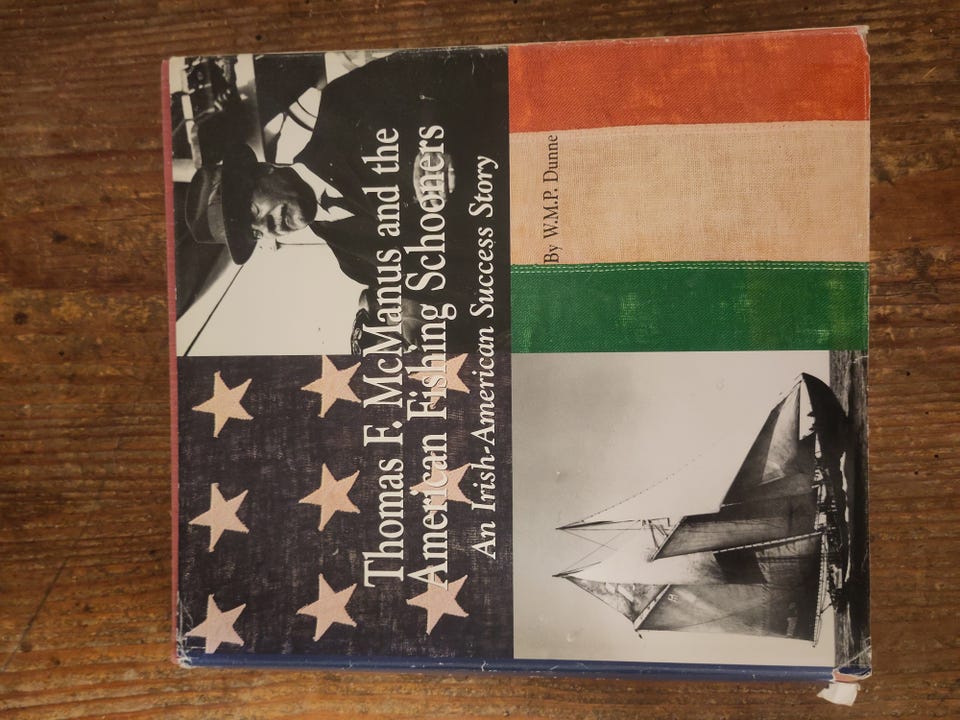 Thomas F. McManus and the
American Fishing Schooners
An Irish-American Success Story
By W.M.P. Dunne